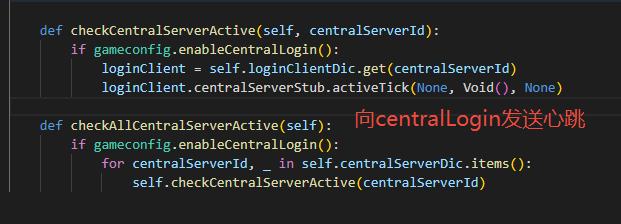 def checkCentralServerActive(self, centralServerId):
if gameconfig.enableCentralLogin():
loginClient = self.loginClientDic.get(centralServerId)
loginClient.centralServerStub.activeTick(None, Void(), None)
def checkAllCentralServerActive(self):
向centralLogin发送心跳
if gameconfig.enableCentralLogin():
for centralServerId, _ in self.centralServerDic.items():
self.checkCentralServerActive(centralServerId)